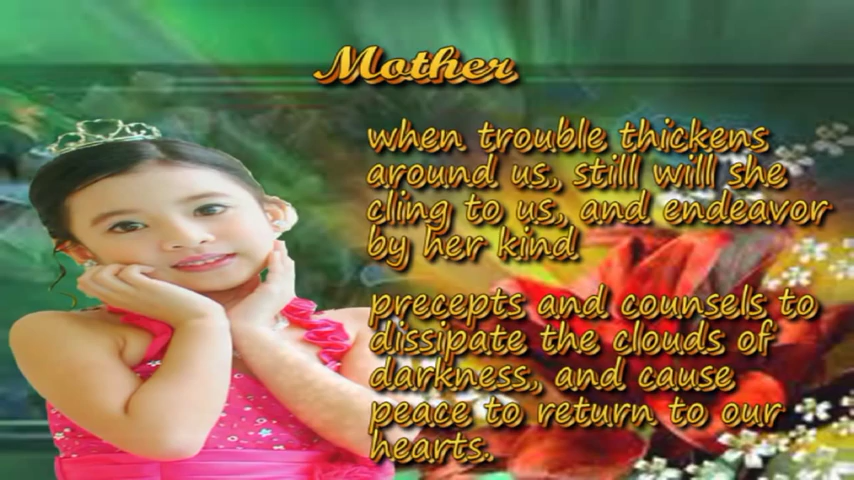 Mother
when trouble thickens
around us, still will she
cling to us, and endeavor
by her kind
precepts and counsels to
dissipate the clouds of
darkness, and cause
peace to return to our
hearts.